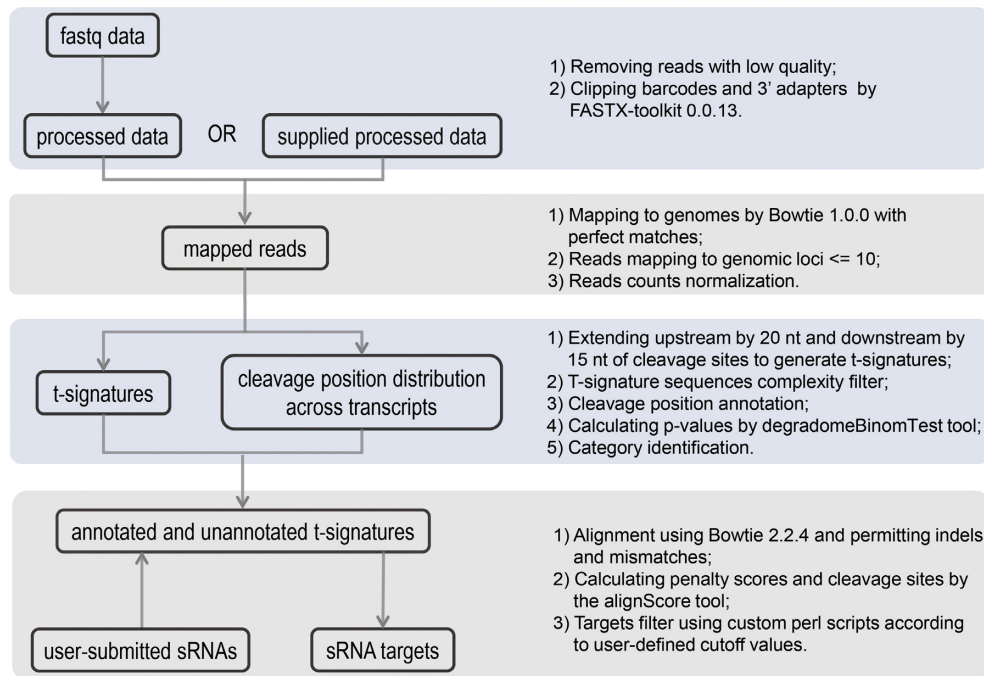 fastq data
processed data
OR
supplied processed data
1) Removing reads with low quality;
2) Clipping barcodes and 3' adapters by
FASTX-toolkit 0.0.13.
mapped reads
1) Mapping to genomes by Bowtie 1.0.0 with
perfect matches;
2) Reads mapping to genomic loci <= 10;
3) Reads counts normalization.
t-signatures
cleavage position distribution
across transcripts
1) Extending upstream by 20 nt and downstream by
15 nt of cleavage sites to generate t-signatures;
2) T-signature sequences complexity filter;
3) Cleavage position annotation;
4) Calculating p-values by degradomeBinomTest tool;
5) Category identification.
annotated and unannotated t-signatures
user-submitted sRNAs
sRNA targets
1) Alignment using Bowtie 2.2.4 and permitting indels
and mismatches;
2) Calculating penalty scores and cleavage sites by
the alignScore tool;
3) Targets filter using custom perl scripts according
to user-defined cutoff values.